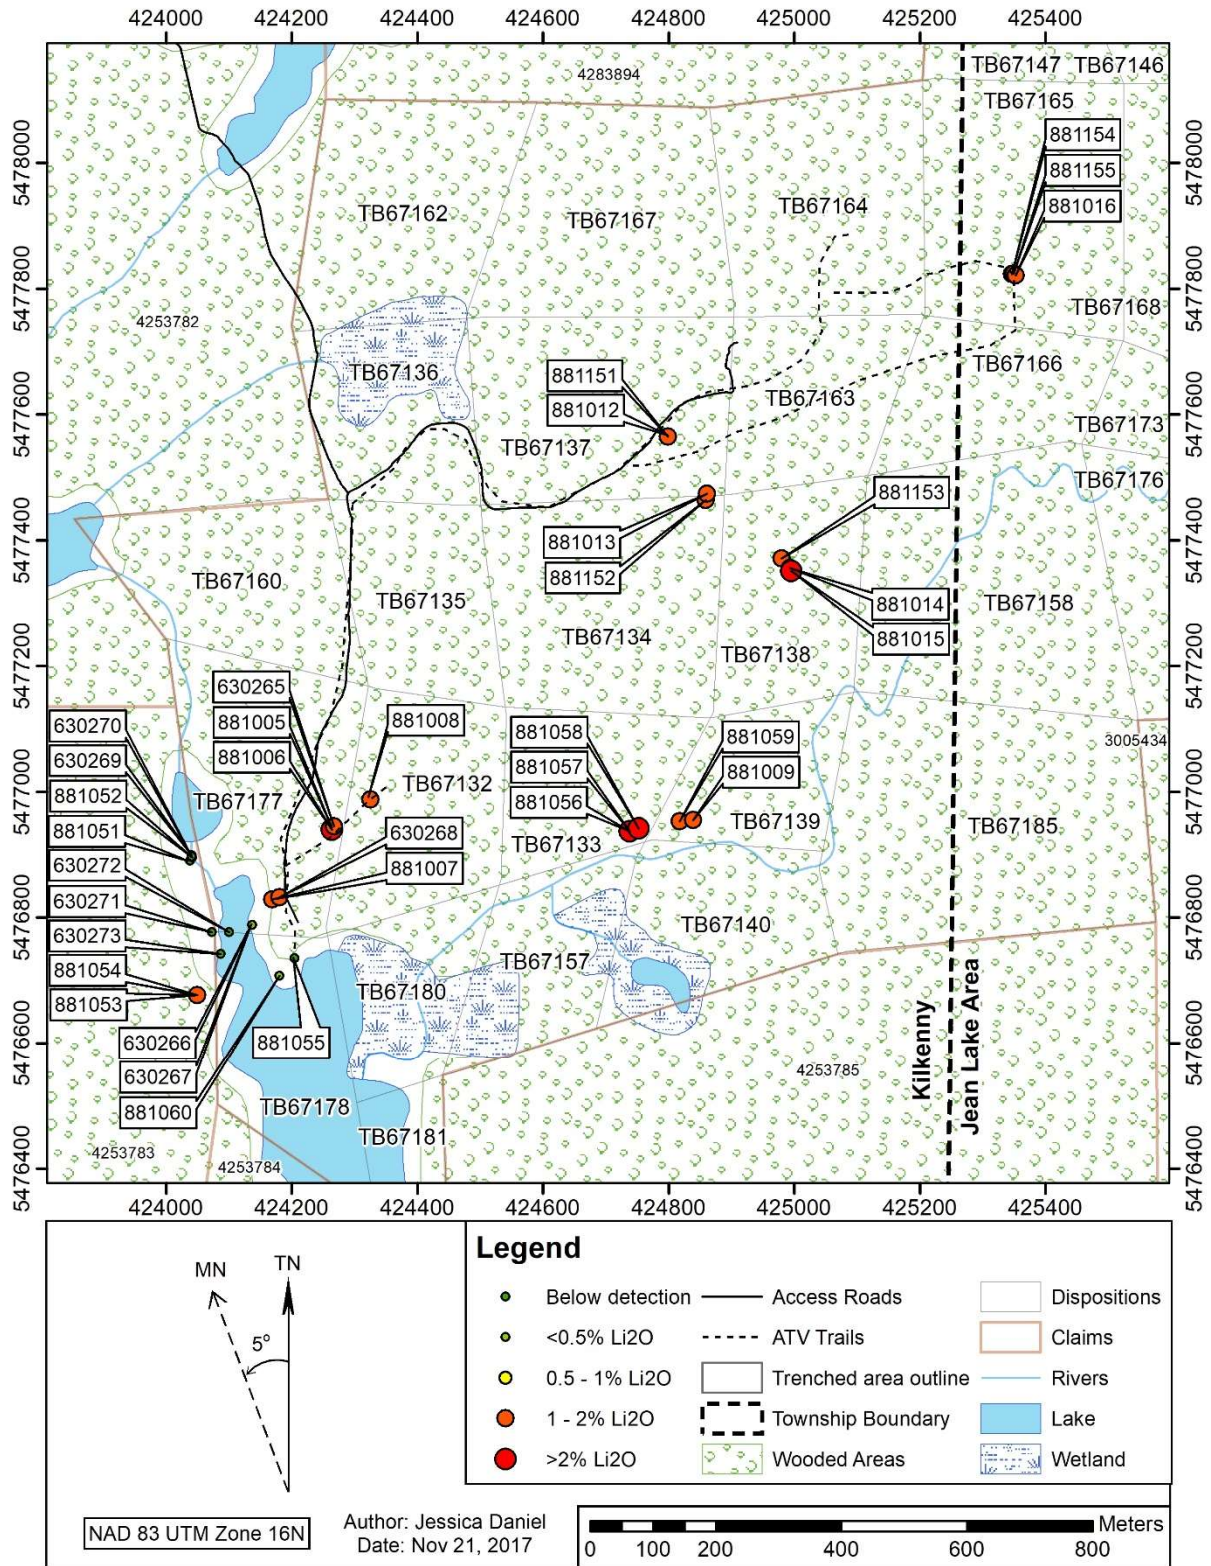 424000 424200 424400 424600 424800 425000 425200 425400
TB67147 TB67146
4283894
TB67165
5478000
5478000
881154
881155
881016
TB67164
TB67162
TB67167
5477800
5477800
TB67168
4253782
TB67136
TB67166
881151
TB67163
881012
5477600
5477600
TB67173
TB67137
TB67176
881153
5477400
5477400
881013
881152
TB67160
TB67135
881014
TB67158
881015
TB67134
TB67138
5477200
5477200
630265
881005
881006
881008
630270
630269
881052
881051
630272
630271
630273
881054
881053
881058
881057
881056
881059
881009
3005434
5477000
5477000
TB67132
TB67177
TB67133
TB67139
TB67185
630268
881007
5476800
5476800
TB67140
TB67157
TB67180
630266
630267
881060
881055
5476600
5476600
4253785
Kilkenny
Jean Lake Area
TB67178
TB67181
4253783
4253784
5476400
5476400
424000 424200 424400 424600 424800 425000 425200 425400
MN
TN
5°
NAD 83 UTM Zone 16N
Author: Jessica Daniel
Date: Nov 21, 2017
Legend
Below detection
<0.5% Li2O
0.5 - 1% Li2O
1 - 2% Li2O
>2% Li2O
Access Roads
ATV Trails
Trenched area outline
Township Boundary
Wooded Areas
Dispositions
Claims
Rivers
Lake
Wetland
Meters
0 100 200 400 600 800